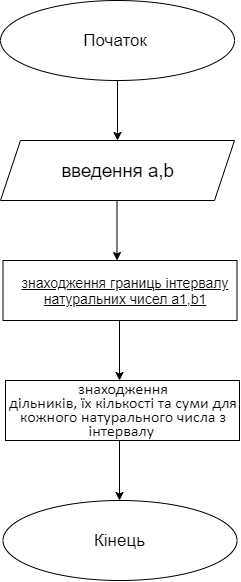 Початок
введення a,b
знаходження границь інтервалу
натуральних чисел a1,b1
знаходження
дільників, їх кількості та суми для
кожного натурального числа з
інтервалу
Кінець